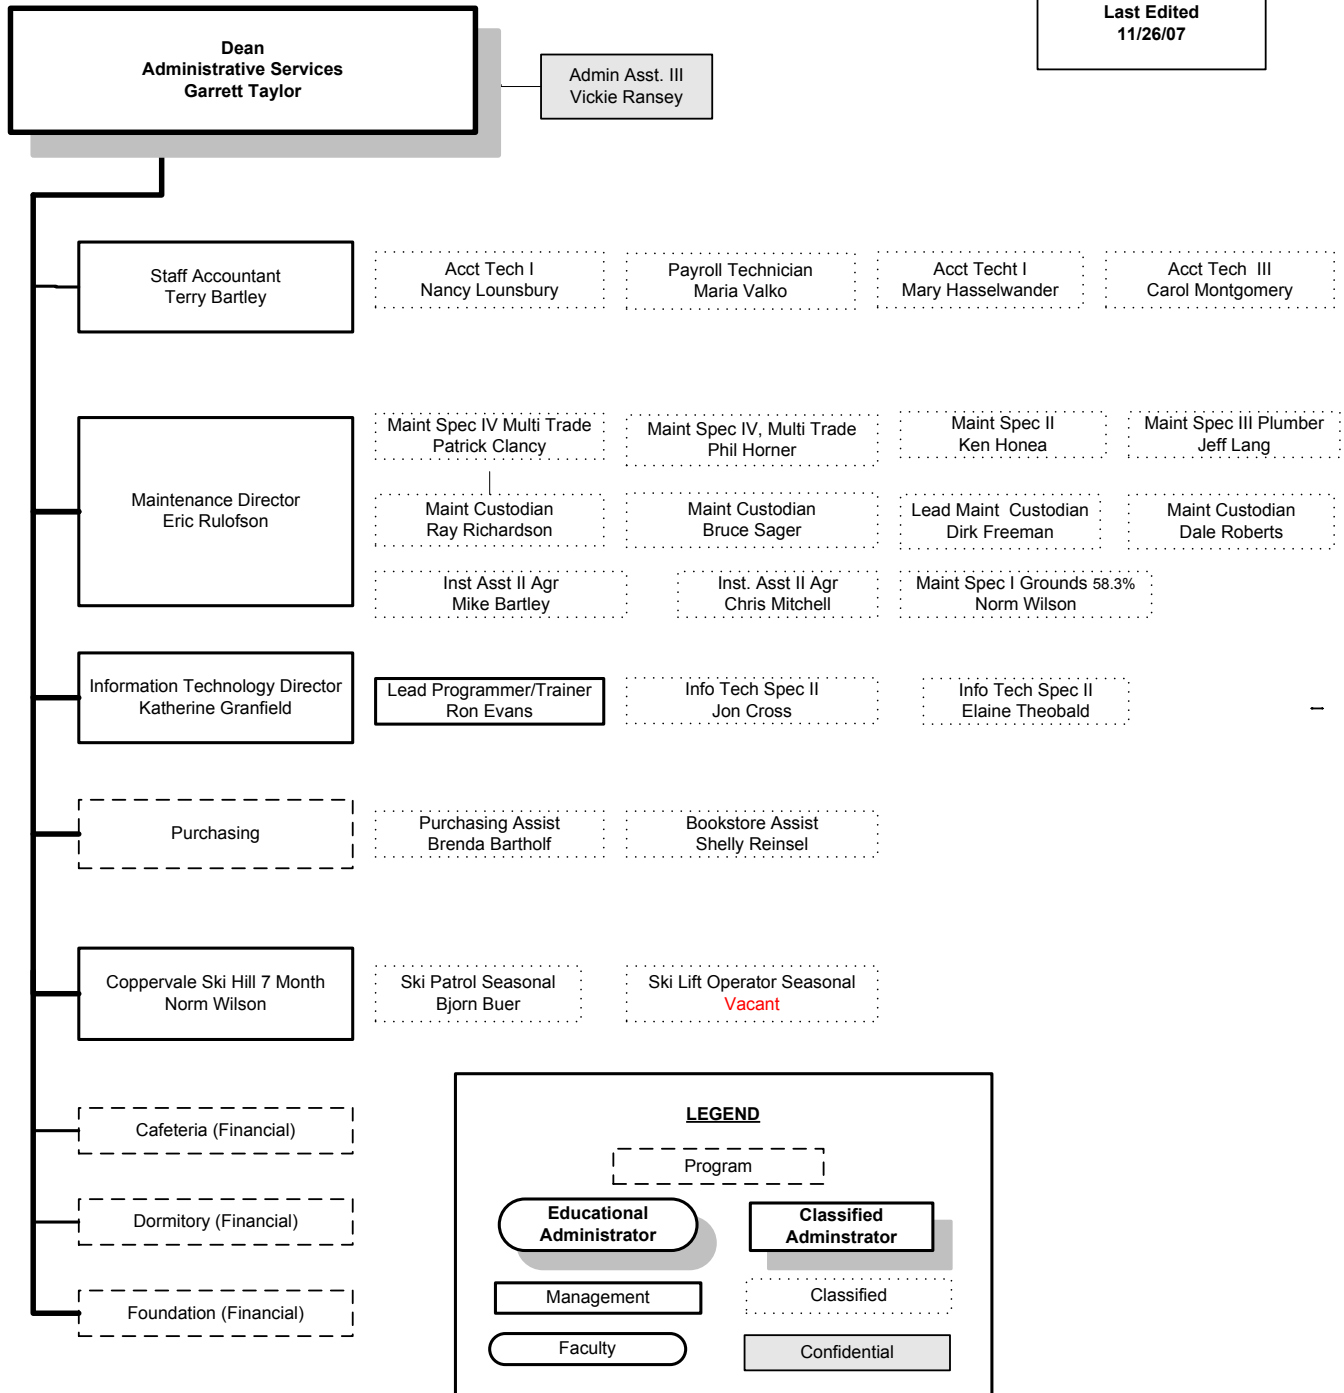 Last Edited
11/26/07
Dean
Administrative Services
Garrett Taylor
Admin Asst. III
Vickie Ransey
Staff Accountant
Terry Bartley
Acct Tech I
Nancy Lounsbury
Payroll Technician
Maria Valko
Acct Techt I
Mary Hasselwander
Acct Tech III
Carol Montgomery
Maintenance Director
Eric Rulofson
Maint Spec IV Multi Trade
Patrick Clancy
Maint Spec IV, Multi Trade
Phil Horner
Maint Spec II
Ken Honea
Maint Spec III Plumber
Jeff Lang
Maint Custodian
Ray Richardson
Maint Custodian
Bruce Sager
Lead Maint Custodian
Dirk Freeman
Maint Custodian
Dale Roberts
Inst Asst II Agr
Mike Bartley
Inst. Asst II Agr
Chris Mitchell
Maint Spec I Grounds 58.3%
Norm Wilson
Information Technology Director
Katherine Granfield
Lead Programmer/Trainer
Ron Evans
Info Tech Spec II
Jon Cross
Info Tech Spec II
Elaine Theobald
Purchasing
Purchasing Assist
Brenda Bartholf
Bookstore Assist
Shelly Reinsel
Coppervale Ski Hill 7 Month
Norm Wilson
Ski Patrol Seasonal
Bjorn Buer
Ski Lift Operator Seasonal
Vacant
Cafeteria (Financial)
Dormitory (Financial)
Foundation (Financial)
LEGEND
Program
Educational
Administrator
Classified
Adminstrator
Management
Classified
Faculty
Confidential